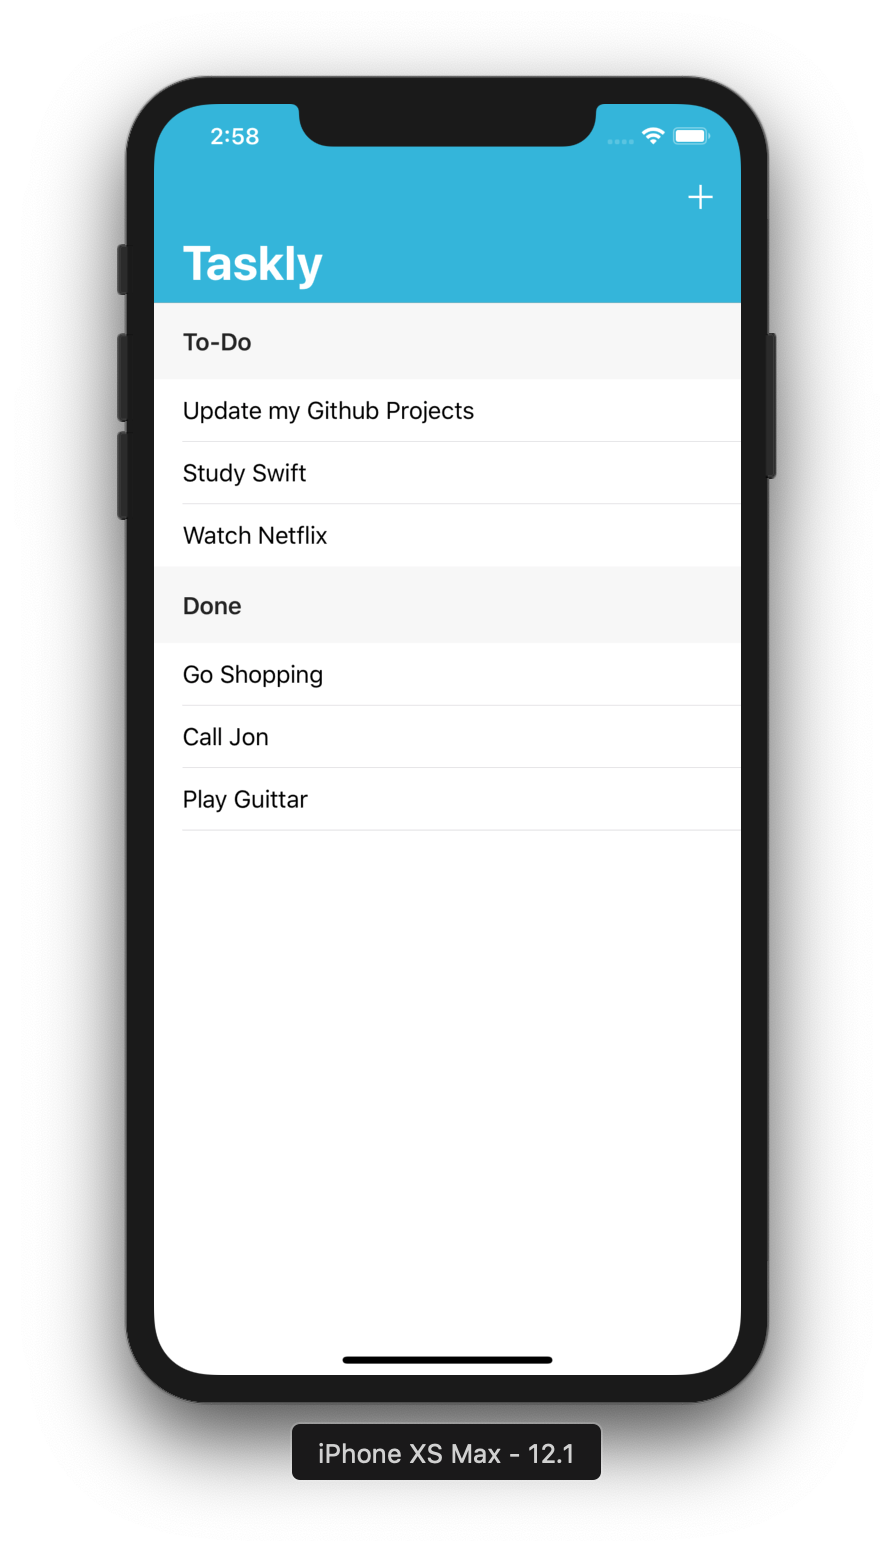 2:58
Taskly
To-Do
Update my Github Projects
Study Swift
Watch Netflix
Done
Go Shopping
Call Jon
Play Guittar
iPhone XS Max - 12.1